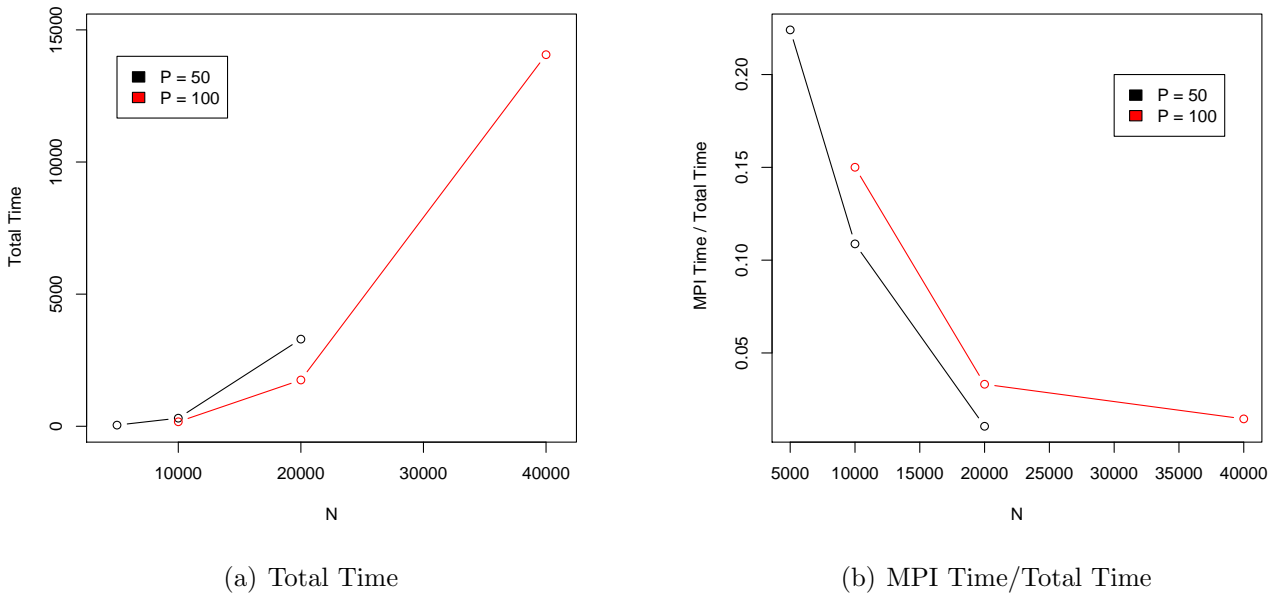 Total Time
15000
10000
5000
0
P = 50
P = 100
10000 20000 30000 40000
N
(a) Total Time
MPI Time / Total Time
0.20
0.15
0.10
0.05
P = 50
P = 100
5000 10000 15000 20000 25000 30000 35000 40000
N
(b) MPI Time/Total Time